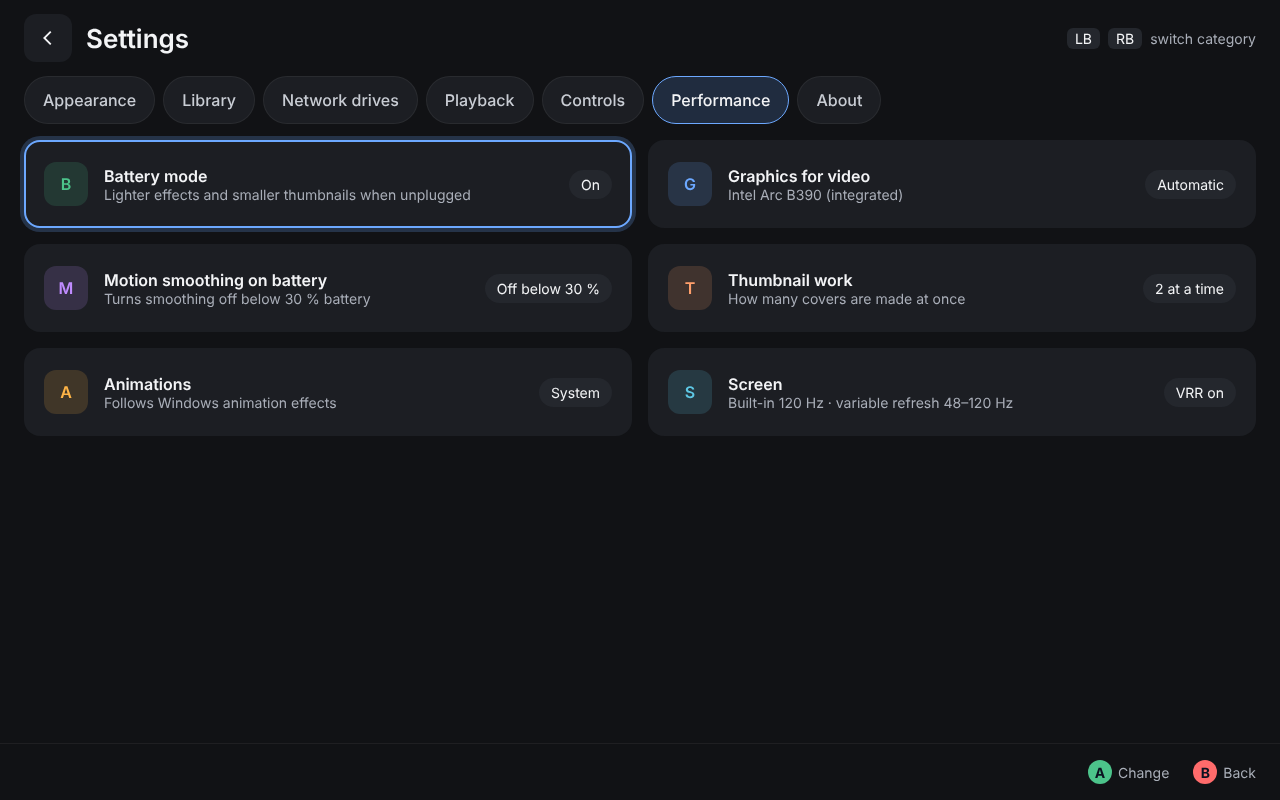 Settings
LB RB switch category
Appearance Library Network drives Playback Controls Performance About
B Battery mode
Lighter effects and smaller thumbnails when unplugged
On
G Graphics for video
Intel Arc B390 (integrated)
Automatic
M Motion smoothing on battery
Turns smoothing off below 30 % battery
Off below 30 %
T Thumbnail work
How many covers are made at once
2 at a time
A Animations
Follows Windows animation effects
System
S Screen
Built-in 120 Hz · variable refresh 48–120 Hz
VRR on
A Change B Back